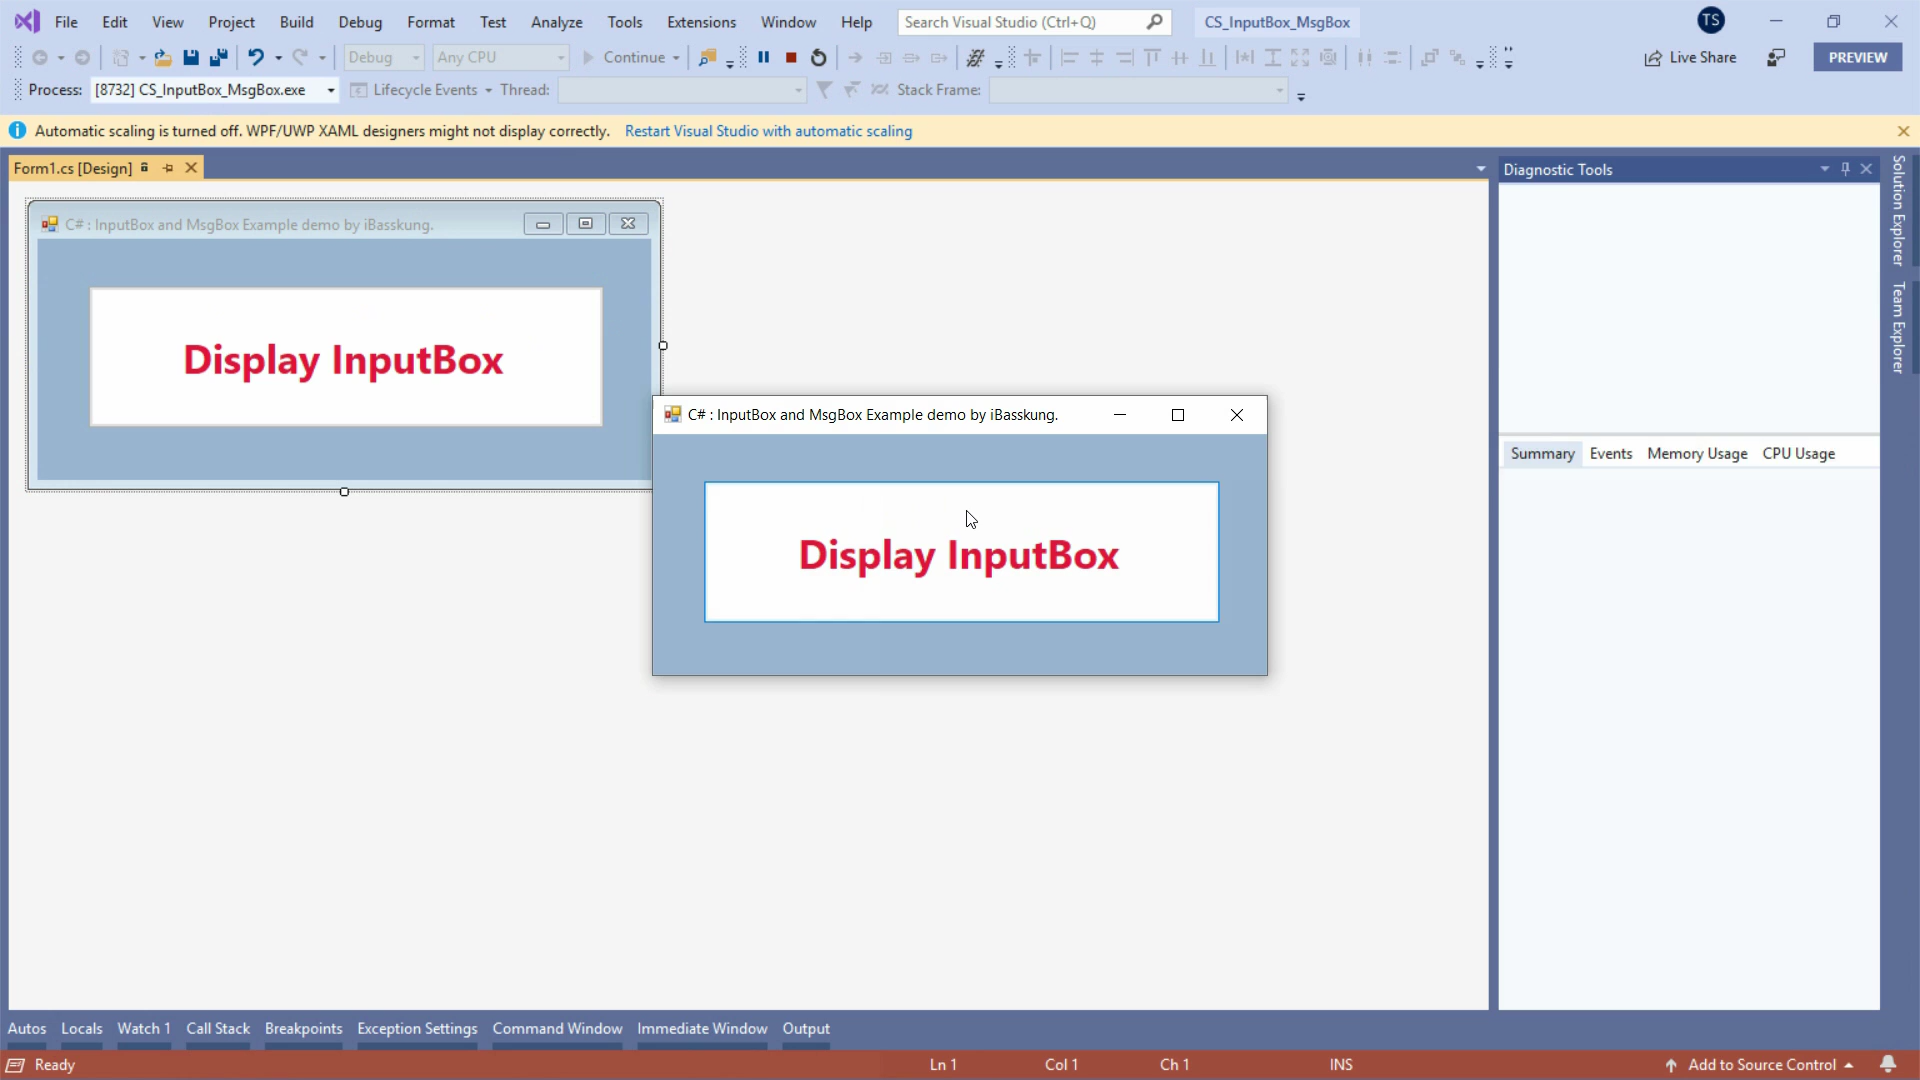 File Edit View Project Build Debug Format Test Analyze Tools Extensions Window Help Search Visual Studio (Ctrl+Q) CS_InputBox_MsgBox TS
Debug Any CPU Continue Live Share PREVIEW
Process: [8732] CS_InputBox_MsgBox.exe Lifecycle Events Thread: Stack Frame:
Automatic scaling is turned off. WPF/UWP XAML designers might not display correctly. Restart Visual Studio with automatic scaling
Form1.cs [Design]
C# : InputBox and MsgBox Example demo by iBasskung.
Display InputBox
C# : InputBox and MsgBox Example demo by iBasskung.
Display InputBox
Diagnostic Tools
Summary Events Memory Usage CPU Usage
Solution Explorer
Team Explorer
Autos Locals Watch 1 Call Stack Breakpoints Exception Settings Command Window Immediate Window Output
Ready Ln 1 Col 1 Ch 1 INS Add to Source Control